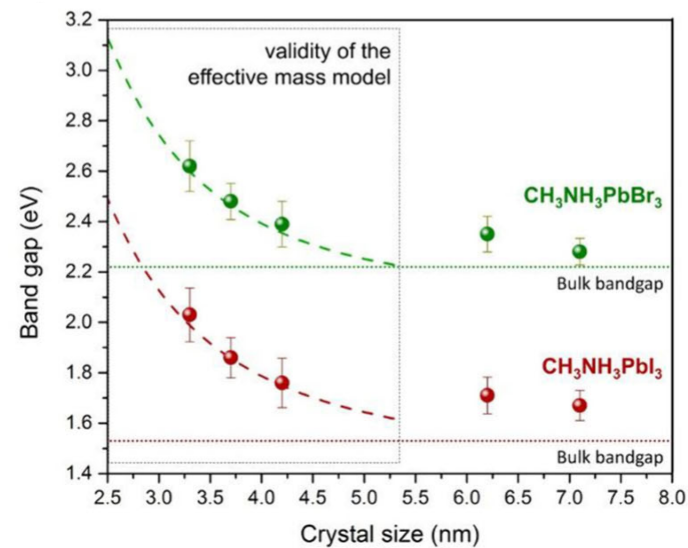 validity of the
effective mass model
CH₃NH₃PbBr₃
Bulk bandgap
CH₃NH₃PbI₃
Bulk bandgap
Band gap (eV)
3.2
3.0
2.8
2.6
2.4
2.2
2.0
1.8
1.6
1.4
2.5 3.0 3.5 4.0 4.5 5.0 5.5 6.0 6.5 7.0 7.5 8.0
Crystal size (nm)